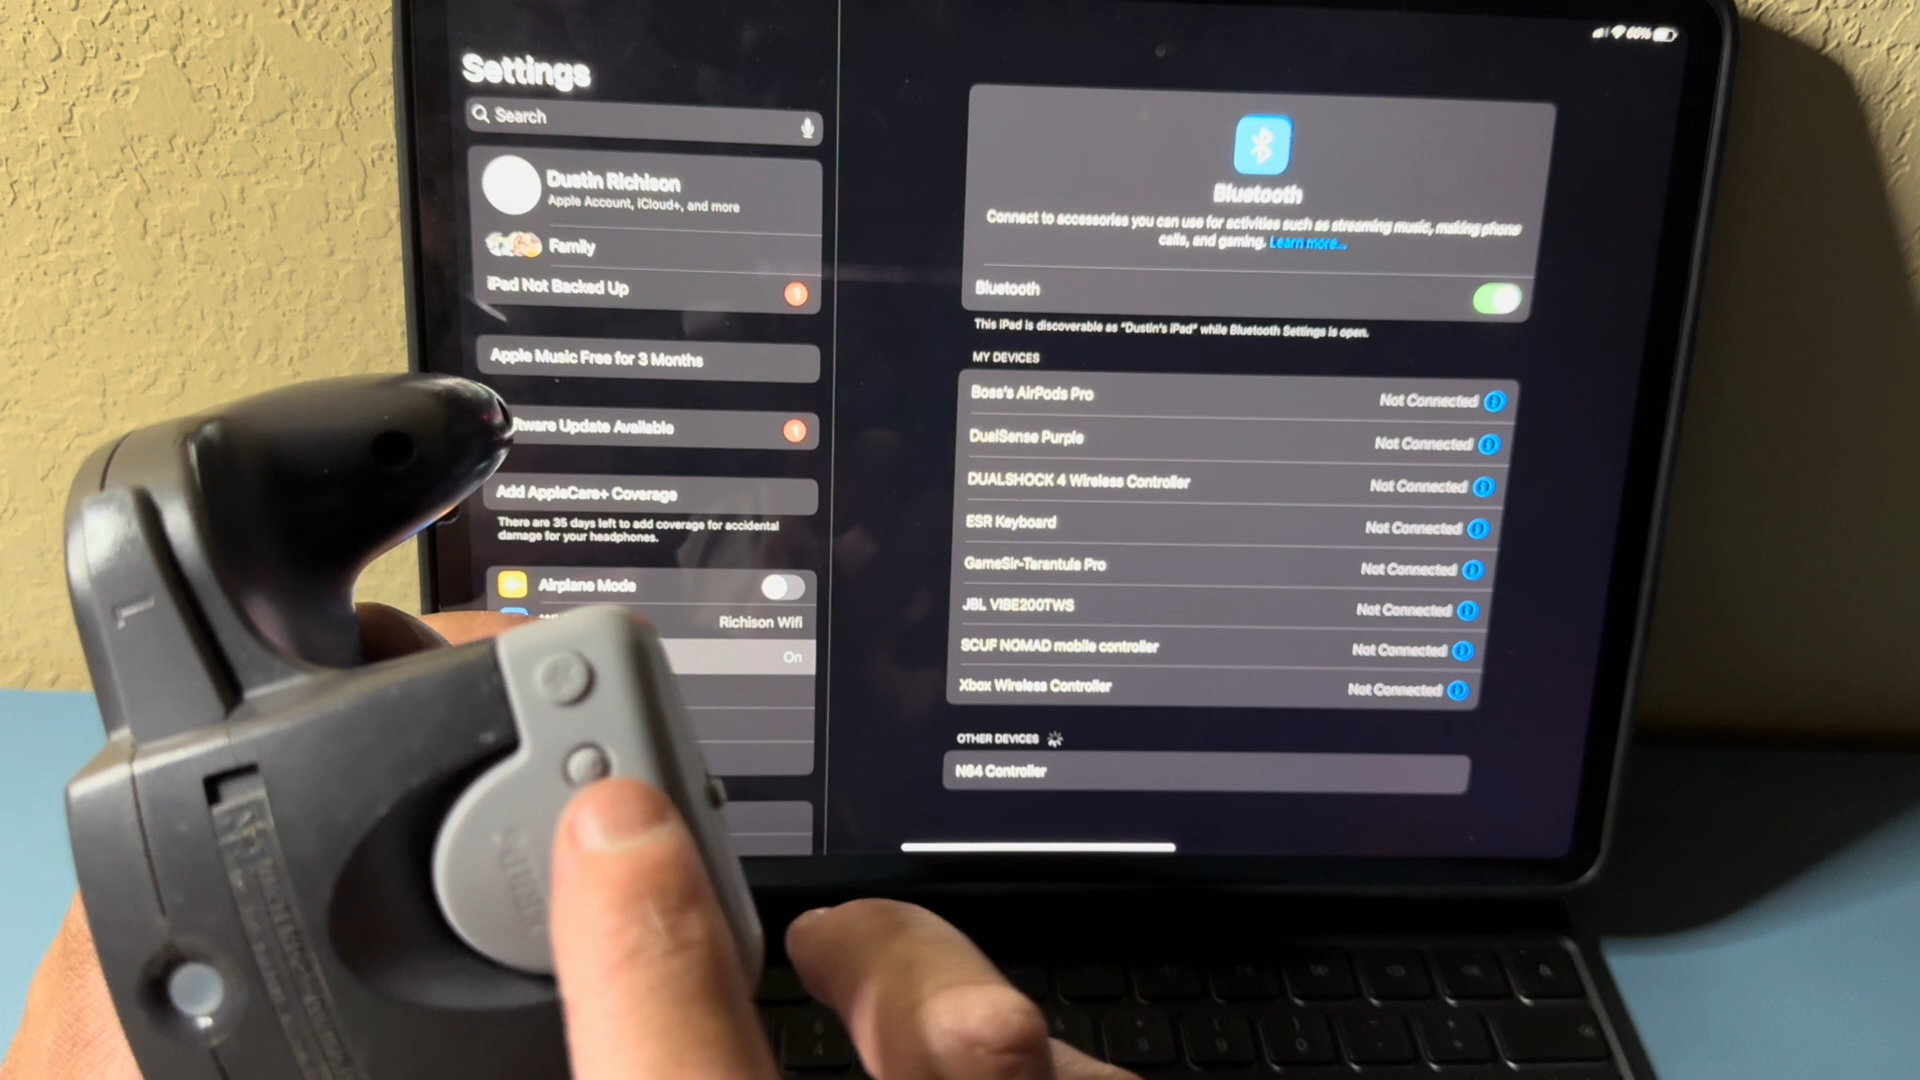 66%
Settings
Search
Dustin Richison
Apple Account, iCloud+, and more
Family
iPad Not Backed Up
1
Apple Music Free for 3 Months
ftware Update Available
1
Add AppleCare+ Coverage
There are 35 days left to add coverage for accidental
damage for your headphones.
Airplane Mode
Richison Wifi
On
Bluetooth
Connect to accessories you can use for activities such as streaming music, making phone
calls, and gaming. Learn more...
Bluetooth
This iPad is discoverable as “Dustin's iPad” while Bluetooth Settings is open.
MY DEVICES
Boss's AirPods Pro Not Connected
DualSense Purple Not Connected
DUALSHOCK 4 Wireless Controller Not Connected
ESR Keyboard Not Connected
GameSir-Tarantula Pro Not Connected
JBL VIBE200TWS Not Connected
SCUF NOMAD mobile controller Not Connected
Xbox Wireless Controller Not Connected
OTHER DEVICES
N64 Controller
L